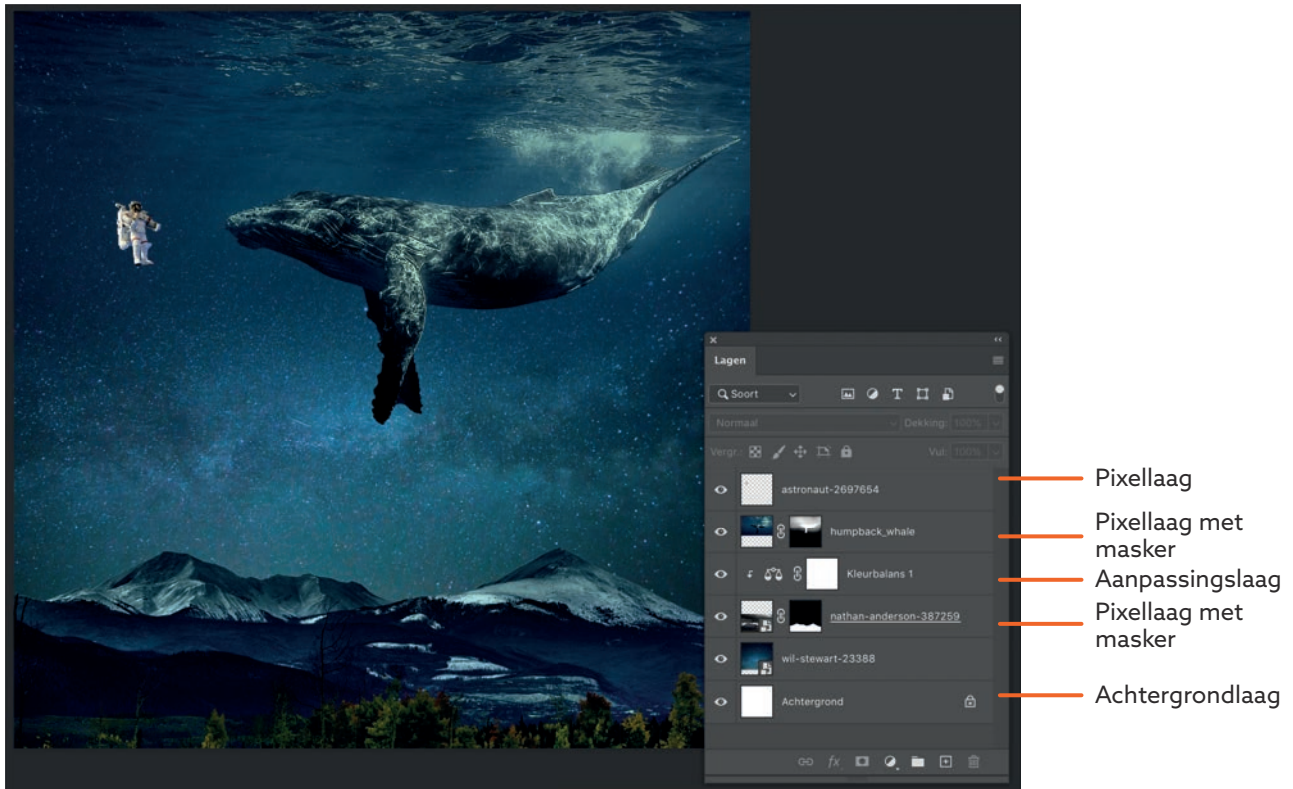 Lagen
Soort
Normaal Dekking: 100%
Vergr.: Vul: 100%
astronaut-2697654
humpback_whale
Kleurbalans 1
nathan-anderson-387259
wil-stewart-23388
Achtergrond
fx
Pixellaag
Pixellaag met
masker
Aanpassingslaag
Pixellaag met
masker
Achtergrondlaag